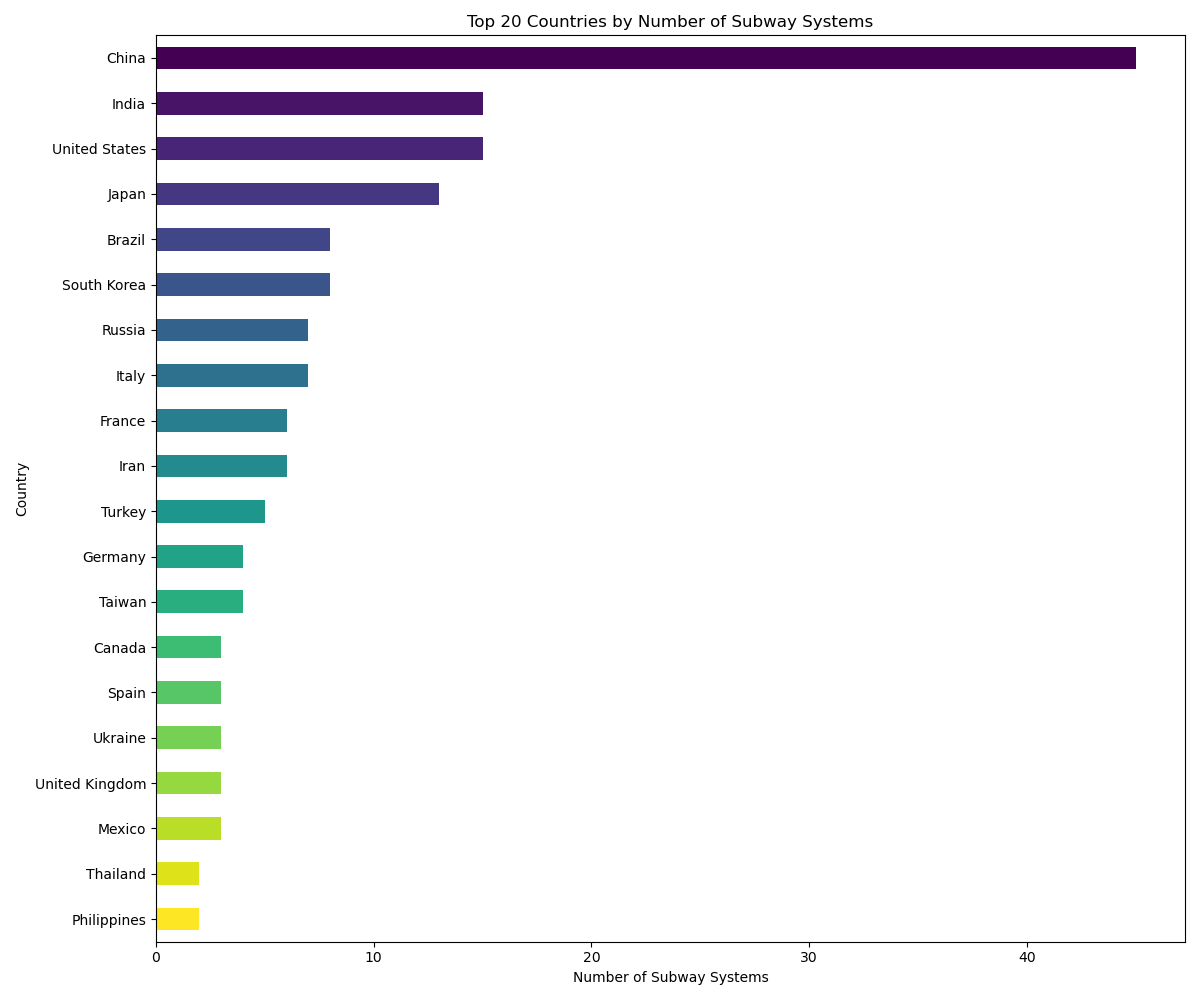 Top 20 Countries by Number of Subway Systems
China
India
United States
Japan
Brazil
South Korea
Russia
Italy
France
Iran
Turkey
Germany
Taiwan
Canada
Spain
Ukraine
United Kingdom
Mexico
Thailand
Philippines
Country
0 10 20 30 40
Number of Subway Systems